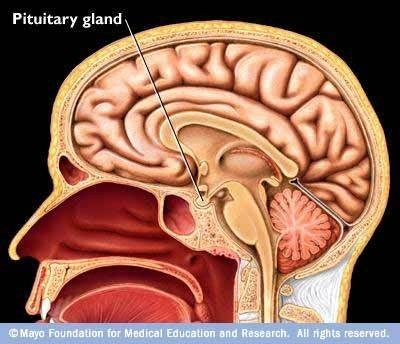 Pituitary gland
© Mayo Foundation for Medical Education and Research. All rights reserved.